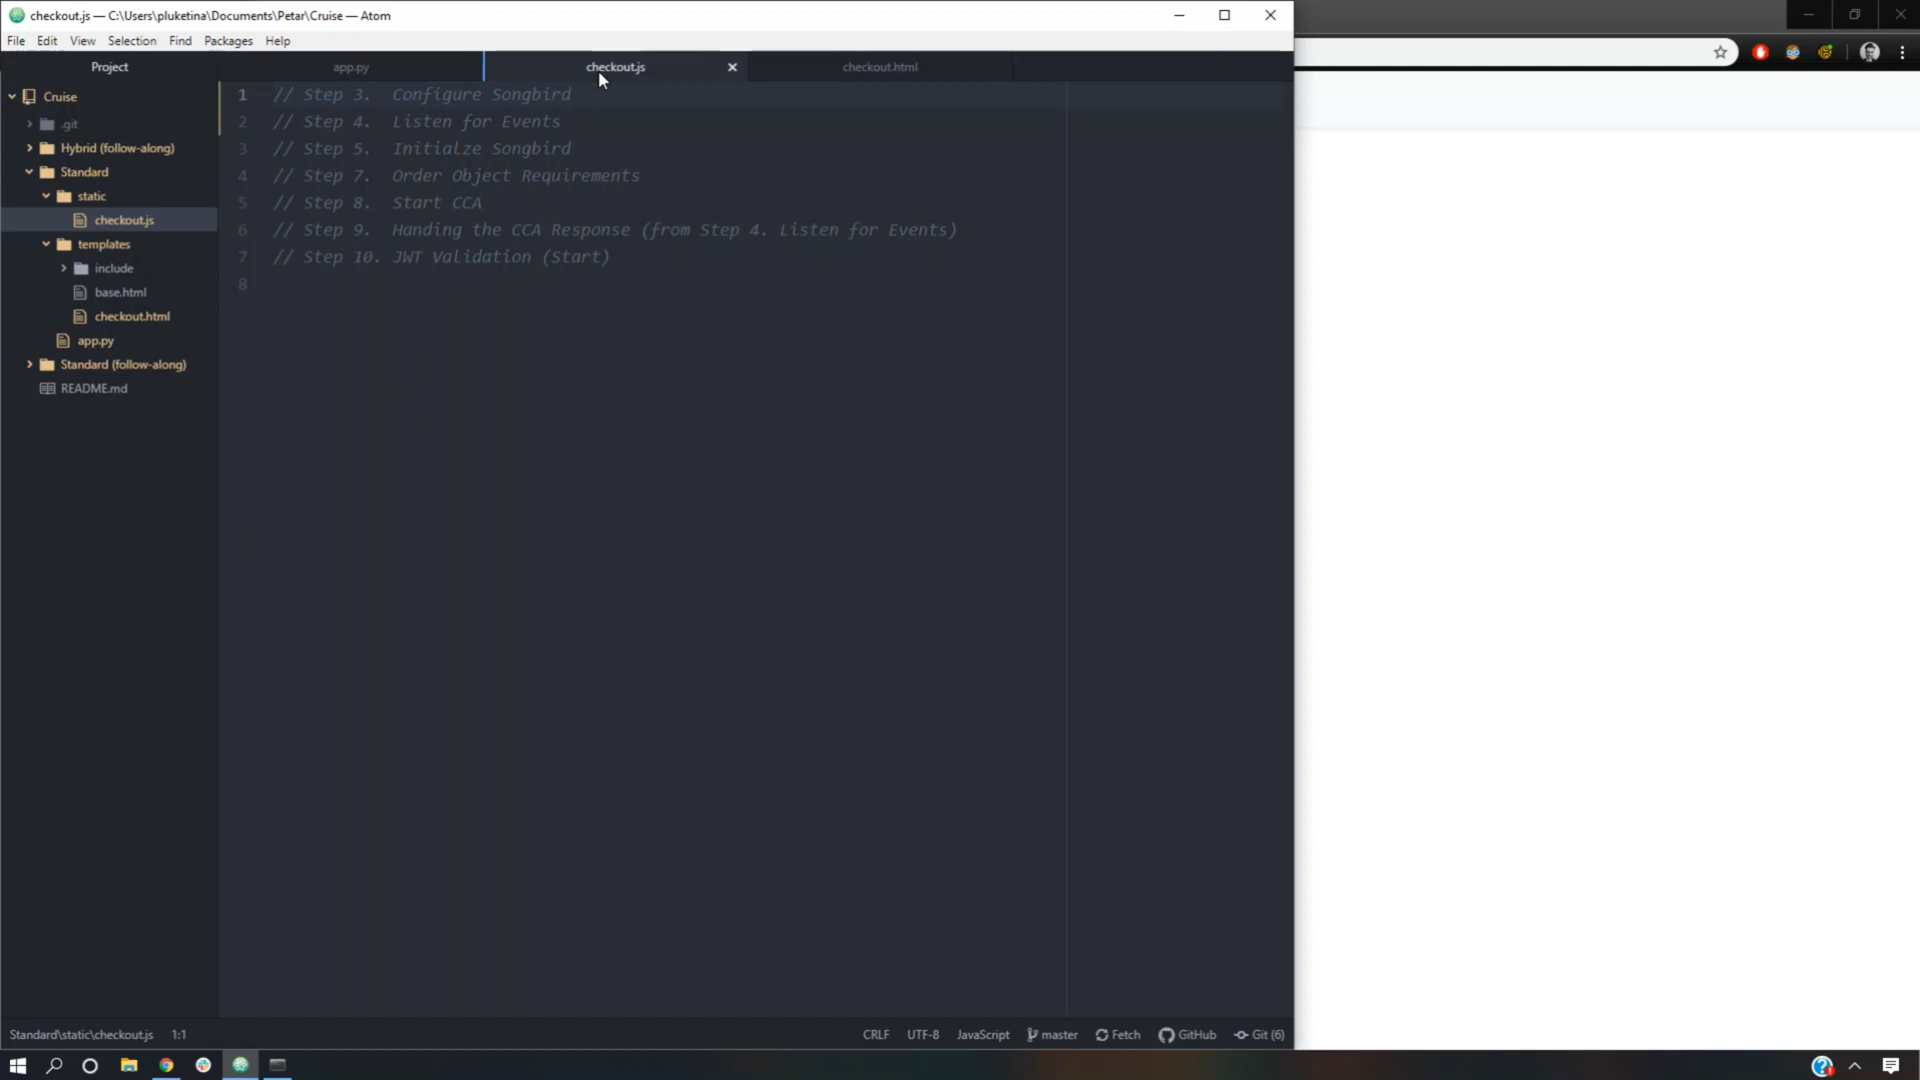 checkout.js — C:\Users\pluketina\Documents\Petar\Cruise — Atom
File Edit View Selection Find Packages Help
Project
app.py
checkout.js
checkout.html
Cruise
.git
Hybrid (follow-along)
Standard
static
checkout.js
templates
include
base.html
checkout.html
app.py
Standard (follow-along)
README.md
1 // Step 3. Configure Songbird
2 // Step 4. Listen for Events
3 // Step 5. Initialze Songbird
4 // Step 7. Order Object Requirements
5 // Step 8. Start CCA
6 // Step 9. Handing the CCA Response (from Step 4. Listen for Events)
7 // Step 10. JWT Validation (Start)
8
Standard\static\checkout.js 1:1
CRLF UTF-8 JavaScript master Fetch GitHub Git (6)